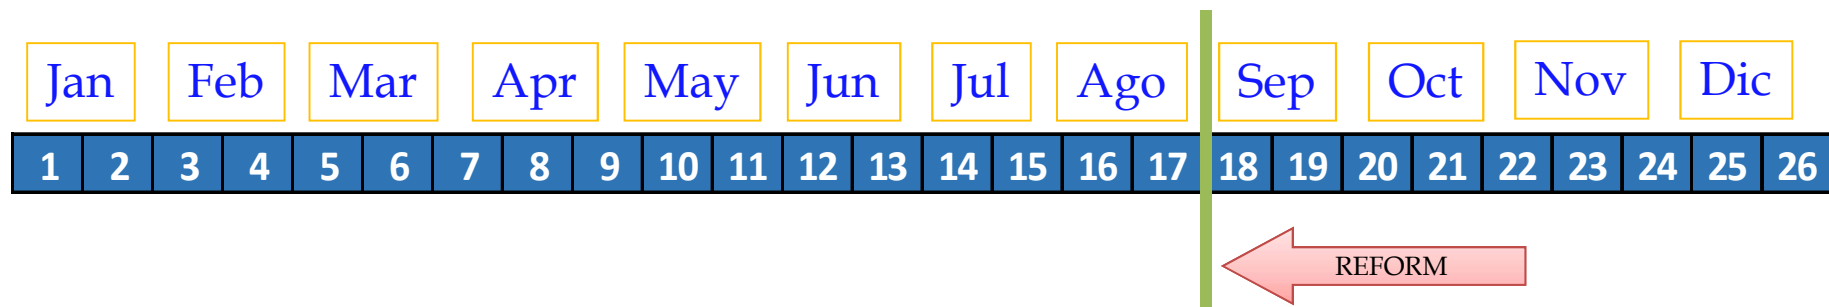 Jan Feb Mar Apr May Jun Jul Ago Sep Oct Nov Dic
1 2 3 4 5 6 7 8 9 10 11 12 13 14 15 16 17 18 19 20 21 22 23 24 25 26
REFORM